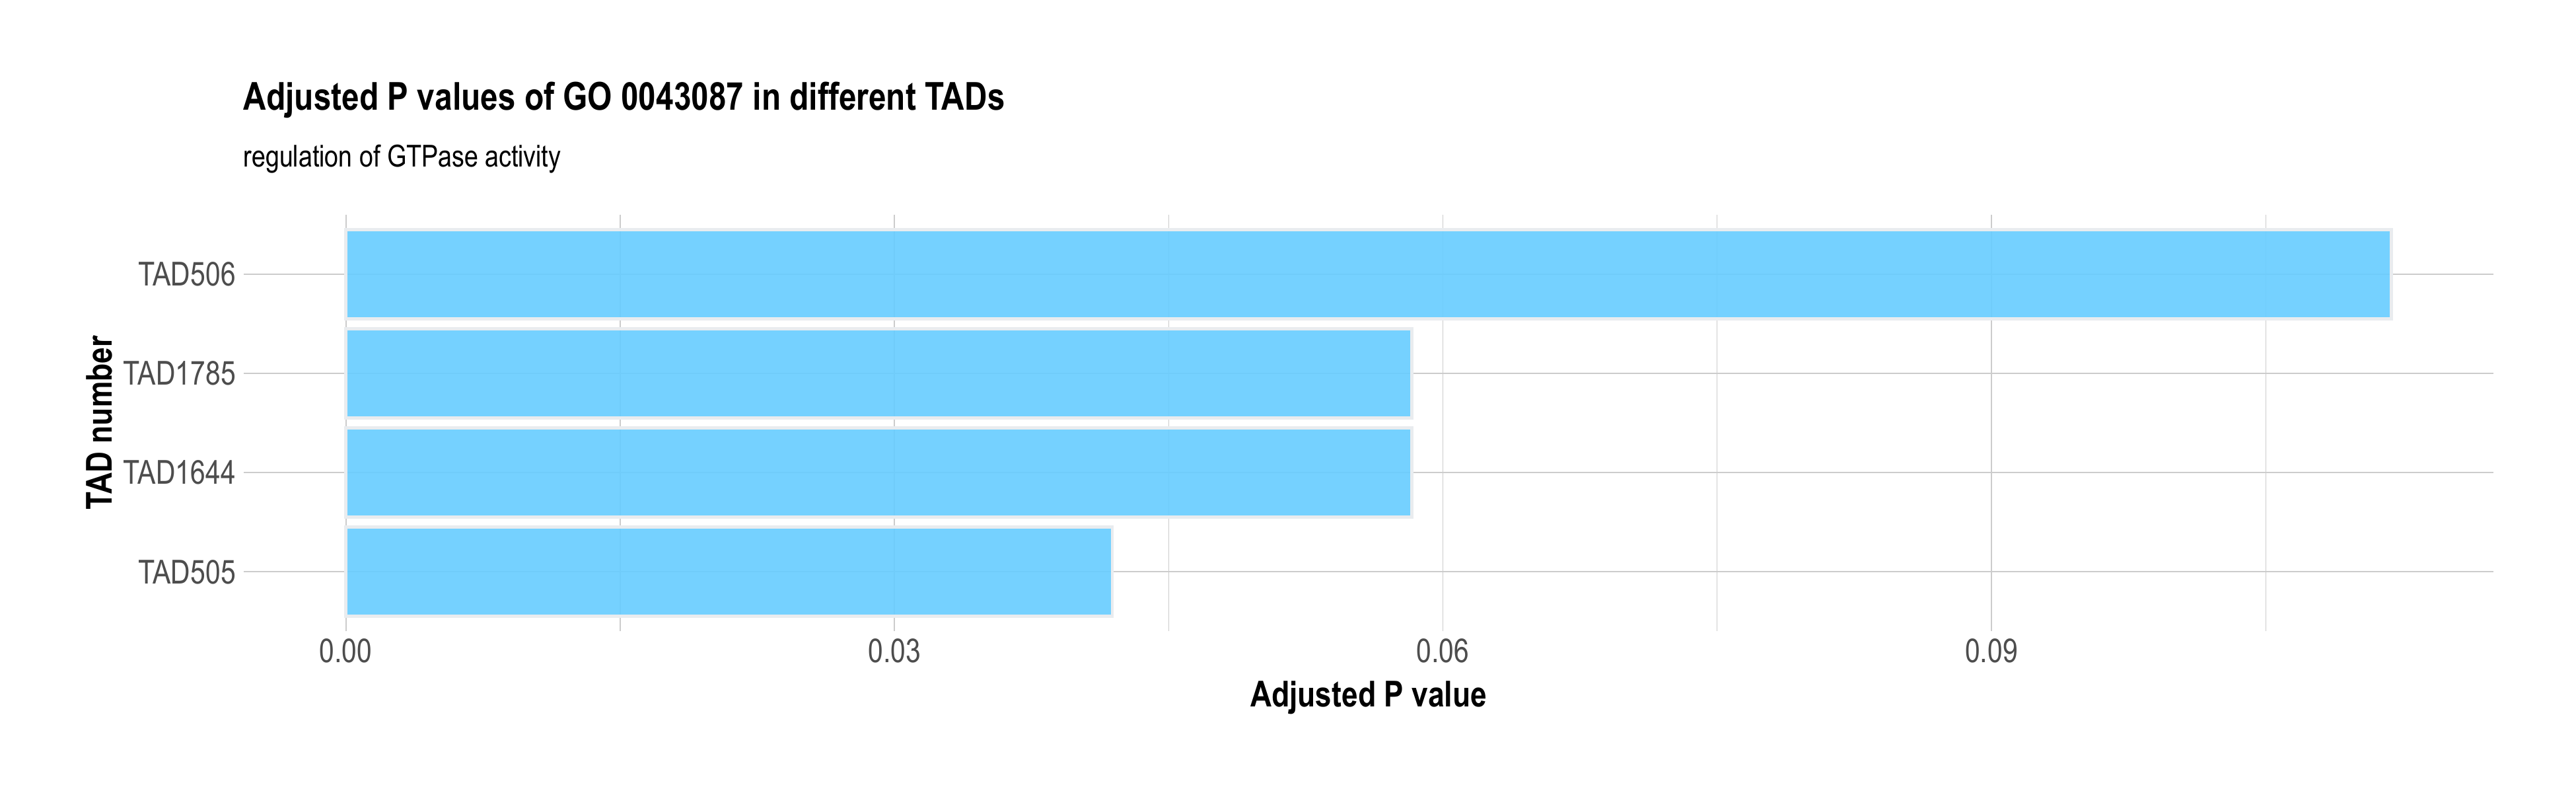 Adjusted P values of GO 0043087 in different TADs
regulation of GTPase activity
TAD number
TAD506
TAD1785
TAD1644
TAD505
0.00 0.03 0.06 0.09
Adjusted P value